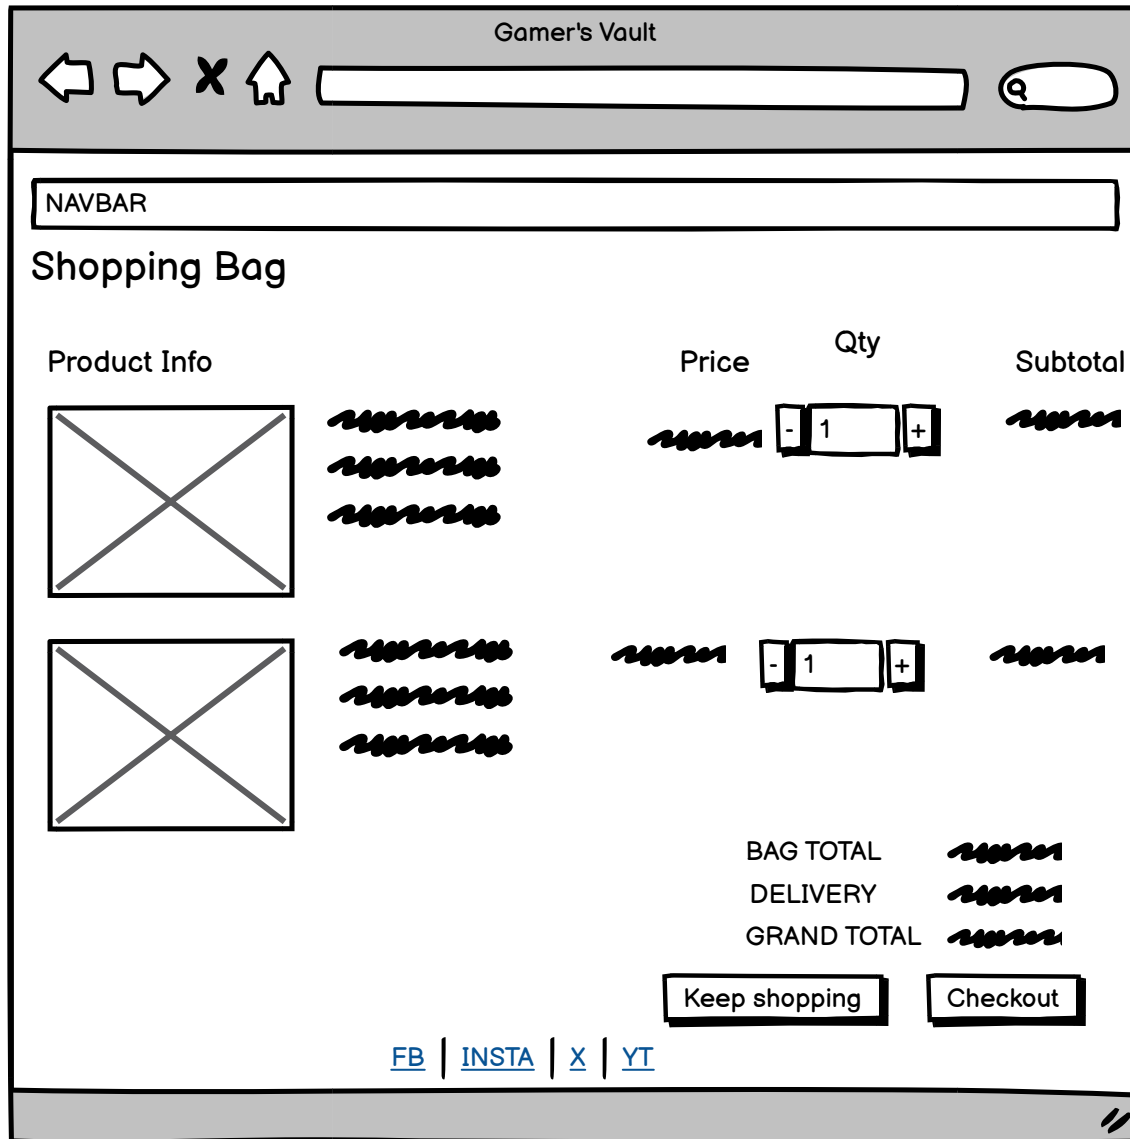 Gamer's Vault
NAVBAR
Shopping Bag
Product Info Price Qty Subtotal
- 1 +
- 1 +
BAG TOTAL
DELIVERY
GRAND TOTAL
Keep shopping Checkout
FB INSTA X YT